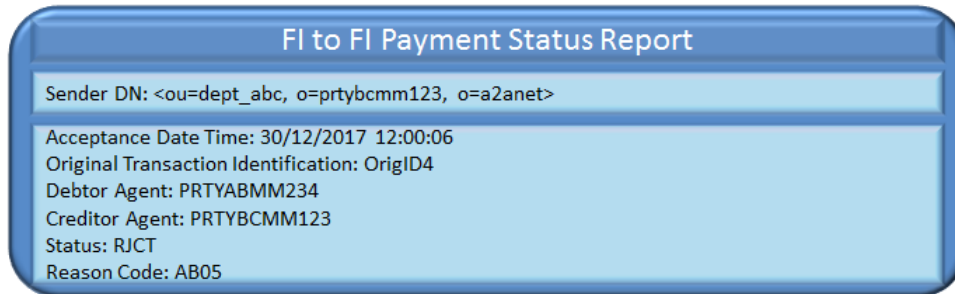 FI to FI Payment Status Report
Sender DN: <ou=dept_abc, o=prtybcmm123, o=a2anet>
Acceptance Date Time: 30/12/2017 12:00:06
Original Transaction Identification: OrigID4
Debtor Agent: PRTYABMM234
Creditor Agent: PRTYBCMM123
Status: RJCT
Reason Code: AB05